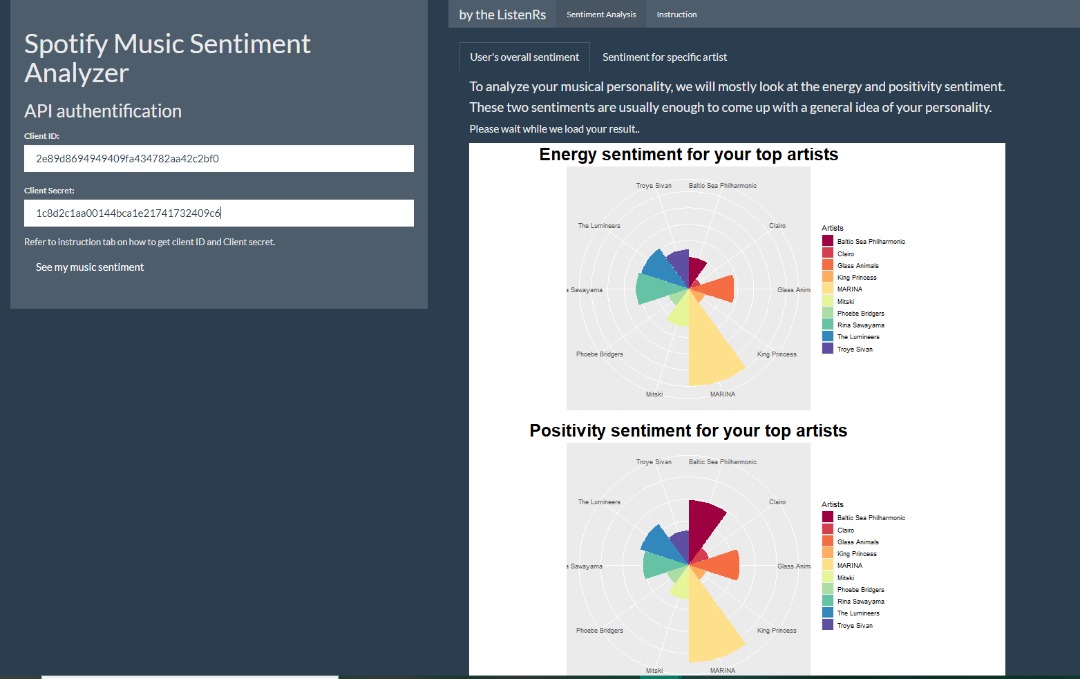 Spotify Music Sentiment
Analyzer
API authentification
Client ID:
2e89d8694949409fa434782aa42c2bf0
Client Secret:
1c8d2c1aa00144bca1e21741732409c6
Refer to instruction tab on how to get client ID and Client secret.
See my music sentiment
by the ListenRs Sentiment Analysis Instruction
User's overall sentiment Sentiment for specific artist
To analyze your musical personality, we will mostly look at the energy and positivity sentiment.
These two sentiments are usually enough to come up with a general idea of your personality.
Please wait while we load your result..
Energy sentiment for your top artists
Troye Sivan Baltic Sea Philharmonic
The Lumineers Clairo
a Sawayama Glass Anim
Phoebe Bridgers King Princess
Mitski MARINA
Artists
Baltic Sea Philharmonic
Clairo
Glass Animals
King Princess
MARINA
Mitski
Phoebe Bridgers
Rina Sawayama
The Lumineers
Troye Sivan
Positivity sentiment for your top artists
Troye Sivan Baltic Sea Philharmonic
The Lumineers Clairo
a Sawayama Glass Anim
Phoebe Bridgers King Princess
Mitski MARINA
Artists
Baltic Sea Philharmonic
Clairo
Glass Animals
King Princess
MARINA
Mitski
Phoebe Bridgers
Rina Sawayama
The Lumineers
Troye Sivan